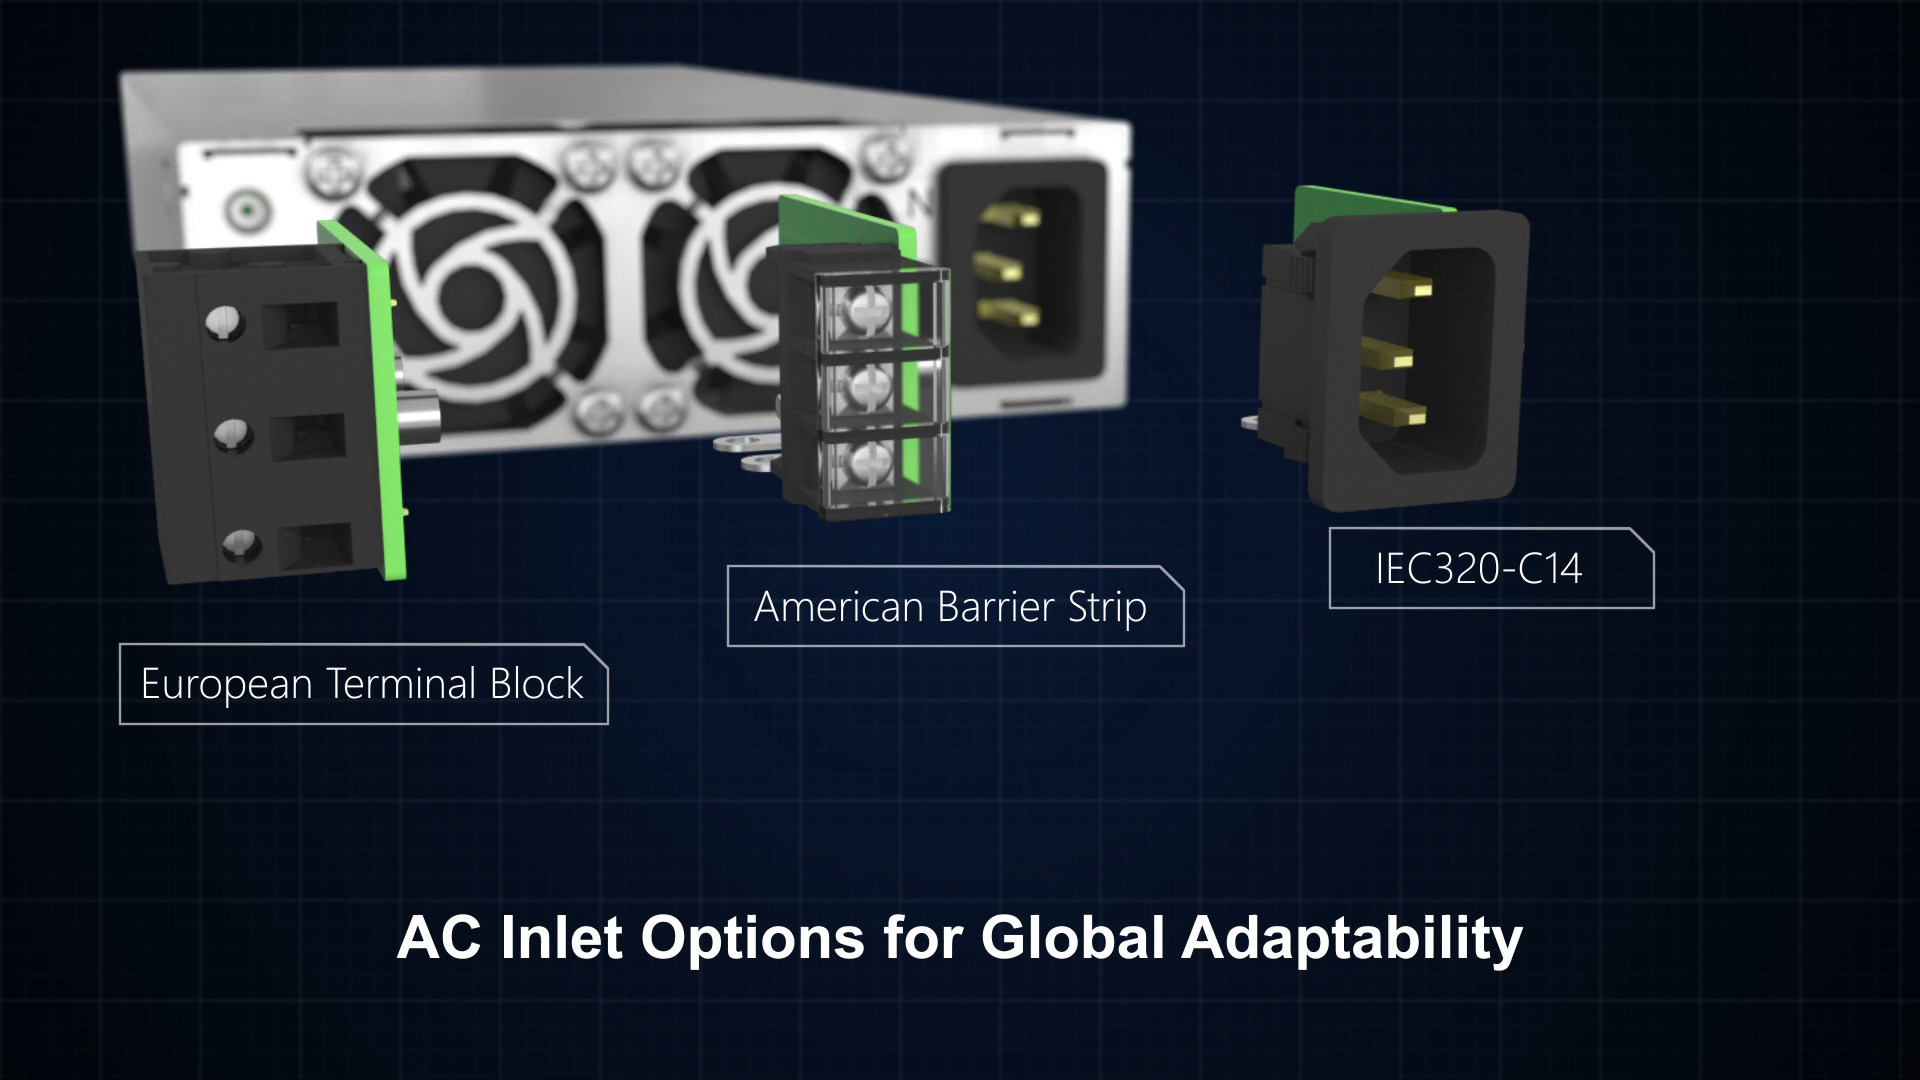 N
European Terminal Block
American Barrier Strip
IEC320-C14
AC Inlet Options for Global Adaptability